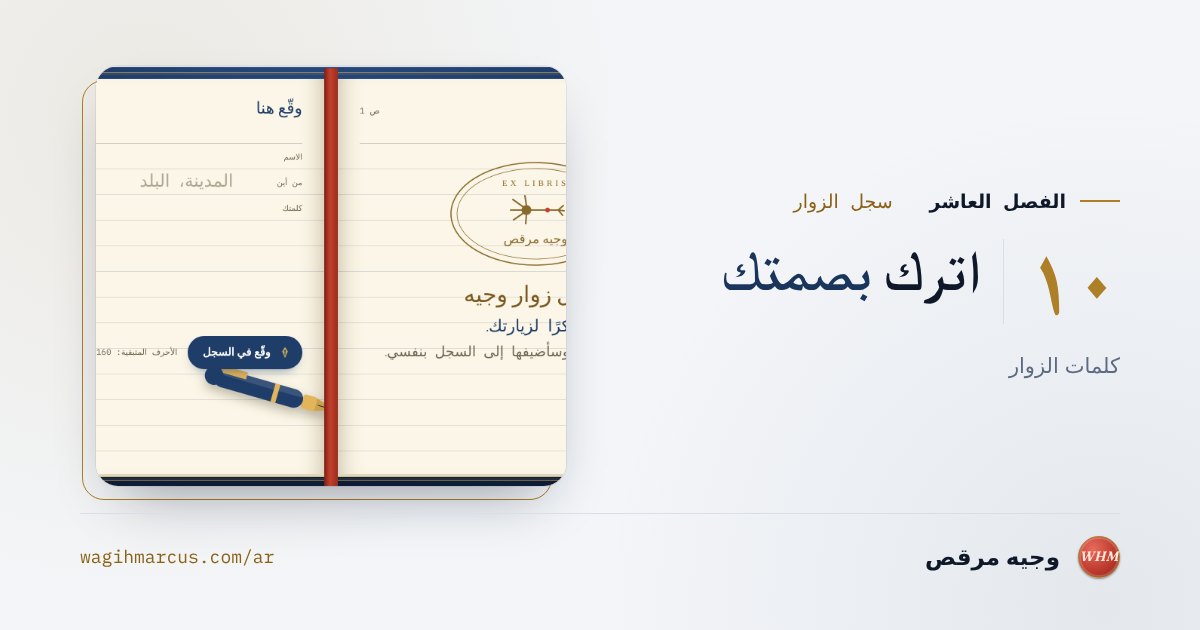 الفصل العاشر سجل الزوار
١٠
اترك بصمتك
كلمات الزوار
ص 1
EX LIBRIS
وجيه مرقص
زوار وجيه
لزيارتك.
وسأضيفها إلى السجل بنفسي.
وقّع هنا
الاسم
من أين المدينة، البلد
كلمتك
وقّع في السجل
الأحرف المتبقية: 160
WHM وجيه مرقص
wagihmarcus.com/ar